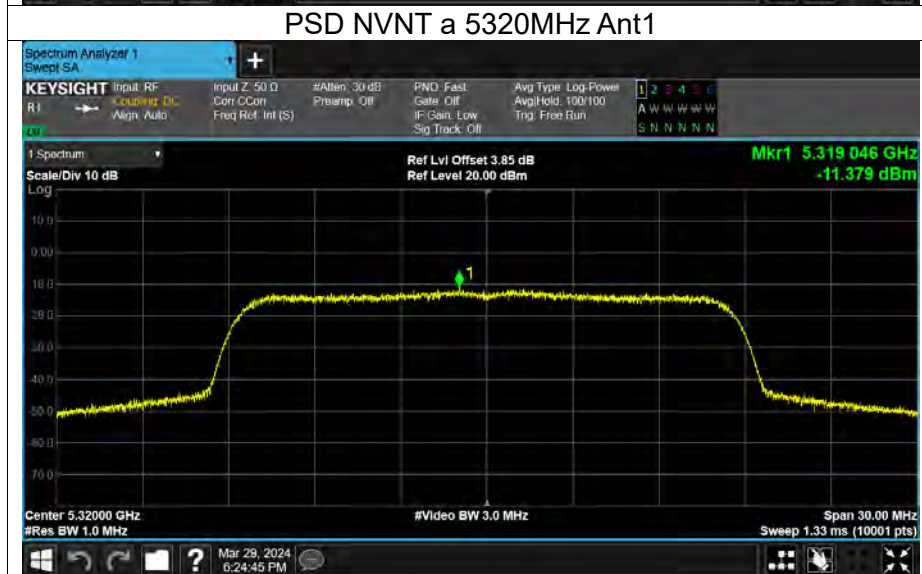 PSD NVNT a 5320MHz Ant1
Spectrum Analyzer 1
Swept SA
+
KEYSIGHT Input: RF Input Z: 50 Ω #Atten: 30 dB PNO: Fast Avg Type: Log-Power 1 2 3 4 5 6
R L Coupling: DC Corr CCorr Preamp: Off Gate: Off Avg|Hold: 100/100 A W W W W W
Align: Auto Freq Ref: Int (S) IF Gain: Low Trig: Free Run
Sig Track: Off S N N N N N
1 Spectrum Ref Lvl Offset 3.85 dB Mkr1 5.319 046 GHz
Scale/Div 10 dB Ref Level 20.00 dBm -11.379 dBm
Log
10.0
0.00
-10.0
-20.0
-30.0
-40.0
-50.0
-60.0
-70.0
1
Center 5.32000 GHz #Video BW 3.0 MHz Span 30.00 MHz
#Res BW 1.0 MHz Sweep 1.33 ms (10001 pts)
? Mar 29, 2024
6:24:45 PM